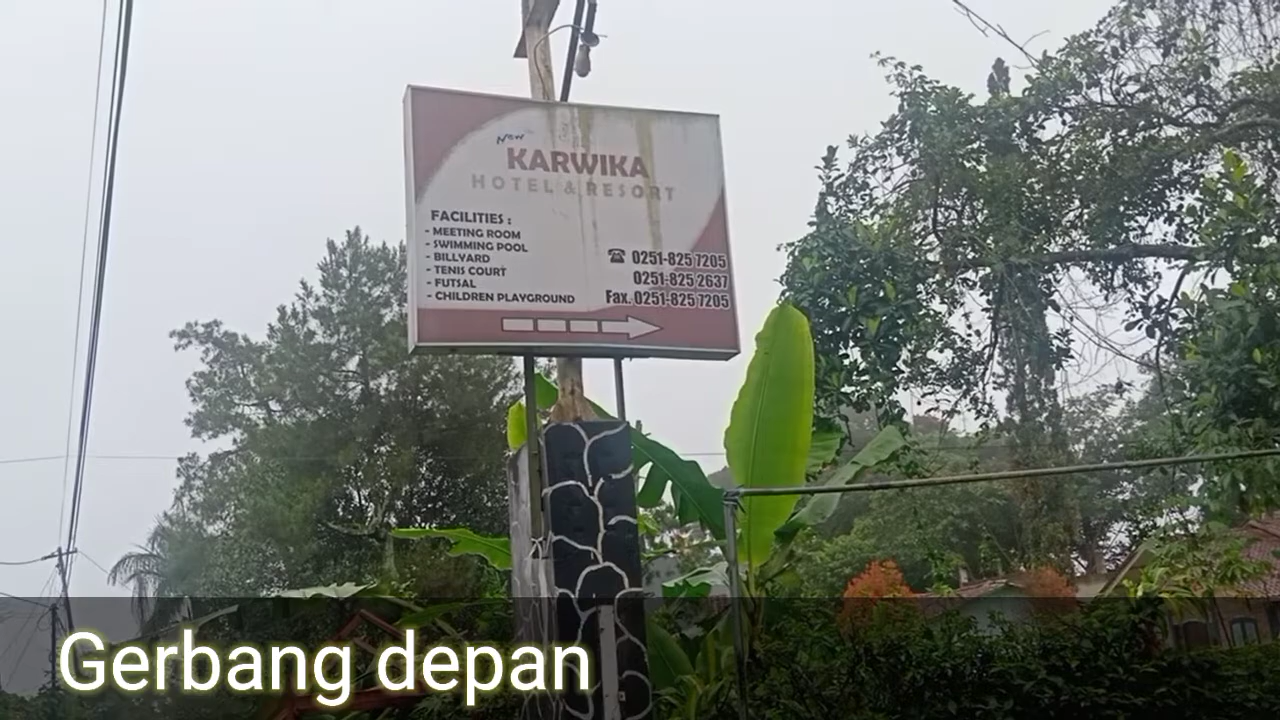 New
KARWIKA
HOTEL & RESORT
FACILITIES :
- MEETING ROOM
- SWIMMING POOL
- BILLYARD
- TENIS COURT
- FUTSAL
- CHILDREN PLAYGROUND
☎ 0251-825 7205
0251-825 2637
Fax. 0251-825 7205
Gerbang depan